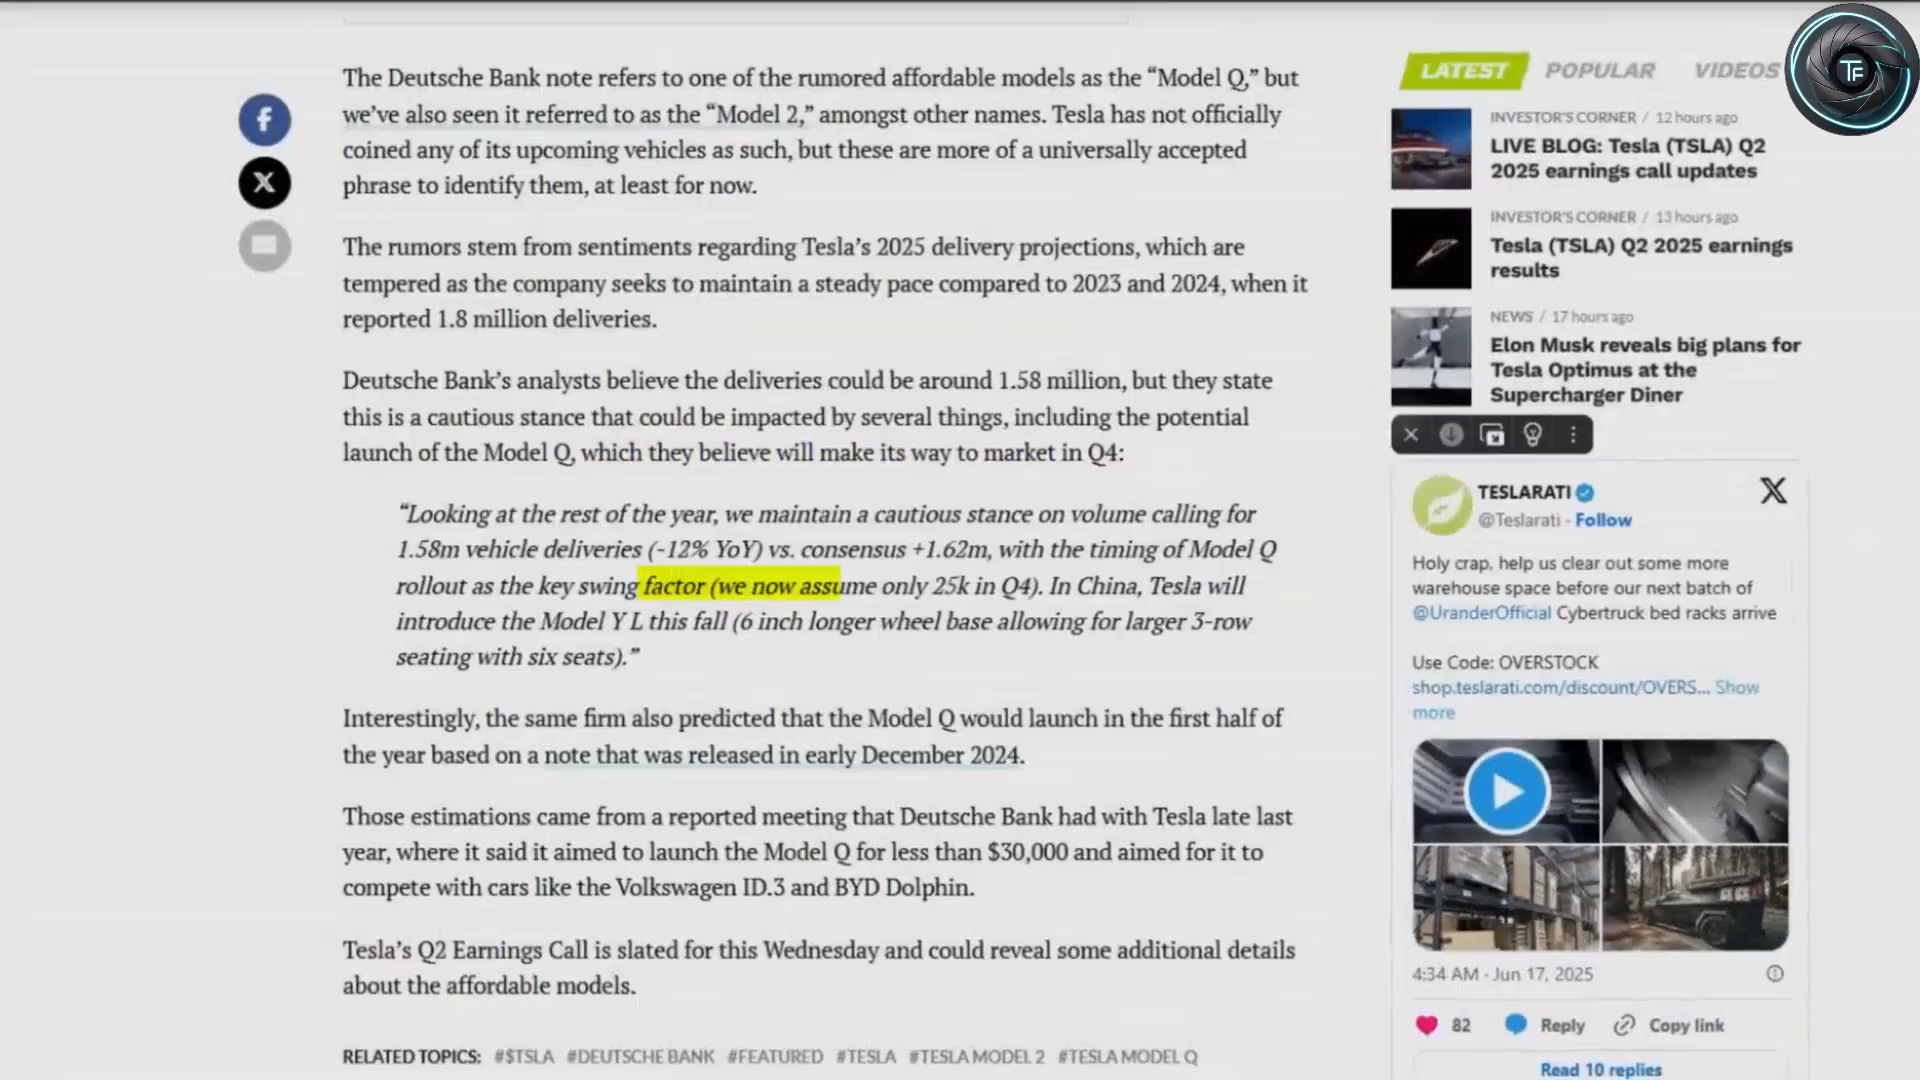 The Deutsche Bank note refers to one of the rumored affordable models as the “Model Q,” but
we’ve also seen it referred to as the “Model 2,” amongst other names. Tesla has not officially
coined any of its upcoming vehicles as such, but these are more of a universally accepted
phrase to identify them, at least for now.
The rumors stem from sentiments regarding Tesla’s 2025 delivery projections, which are
tempered as the company seeks to maintain a steady pace compared to 2023 and 2024, when it
reported 1.8 million deliveries.
Deutsche Bank’s analysts believe the deliveries could be around 1.58 million, but they state
this is a cautious stance that could be impacted by several things, including the potential
launch of the Model Q, which they believe will make its way to market in Q4:
“Looking at the rest of the year, we maintain a cautious stance on volume calling for
1.58m vehicle deliveries (-12% YoY) vs. consensus +1.62m, with the timing of Model Q
rollout as the key swing factor (we now assume only 25k in Q4). In China, Tesla will
introduce the Model Y L this fall (6 inch longer wheel base allowing for larger 3-row
seating with six seats).”
Interestingly, the same firm also predicted that the Model Q would launch in the first half of
the year based on a note that was released in early December 2024.
Those estimations came from a reported meeting that Deutsche Bank had with Tesla late last
year, where it said it aimed to launch the Model Q for less than $30,000 and aimed for it to
compete with cars like the Volkswagen ID.3 and BYD Dolphin.
Tesla’s Q2 Earnings Call is slated for this Wednesday and could reveal some additional details
about the affordable models.
RELATED TOPICS: #$TSLA #DEUTSCHE BANK #FEATURED #TESLA #TESLA MODEL 2 #TESLA MODEL Q
LATEST POPULAR VIDEOS
TF
INVESTOR'S CORNER / 12 hours ago
LIVE BLOG: Tesla (TSLA) Q2
2025 earnings call updates
INVESTOR'S CORNER / 13 hours ago
Tesla (TSLA) Q2 2025 earnings
results
NEWS / 17 hours ago
Elon Musk reveals big plans for
Tesla Optimus at the
Supercharger Diner
TESLARATI
@Teslarati · Follow
Holy crap, help us clear out some more
warehouse space before our next batch of
@UranderOfficial Cybertruck bed racks arrive
Use Code: OVERSTOCK
shop.teslarati.com/discount/OVERS... Show
more
4:34 AM · Jun 17, 2025
82 Reply Copy link
Read 10 replies